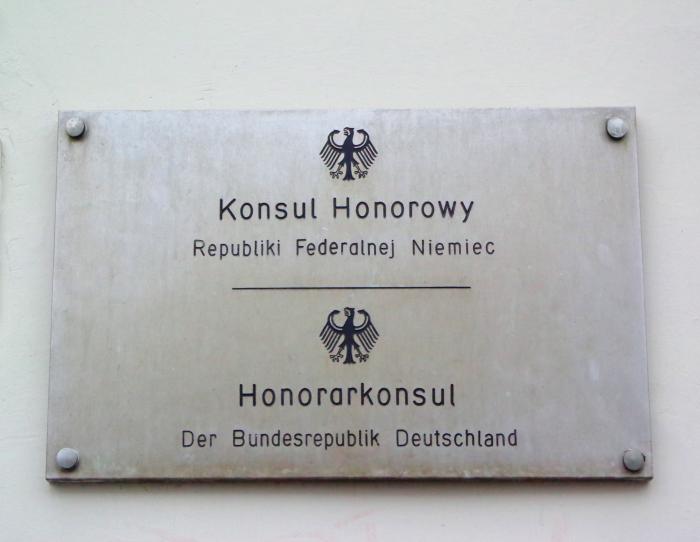 Konsul Honorowy
Republiki Federalnej Niemiec
Honorarkonsul
Der Bundesrepublik Deutschland